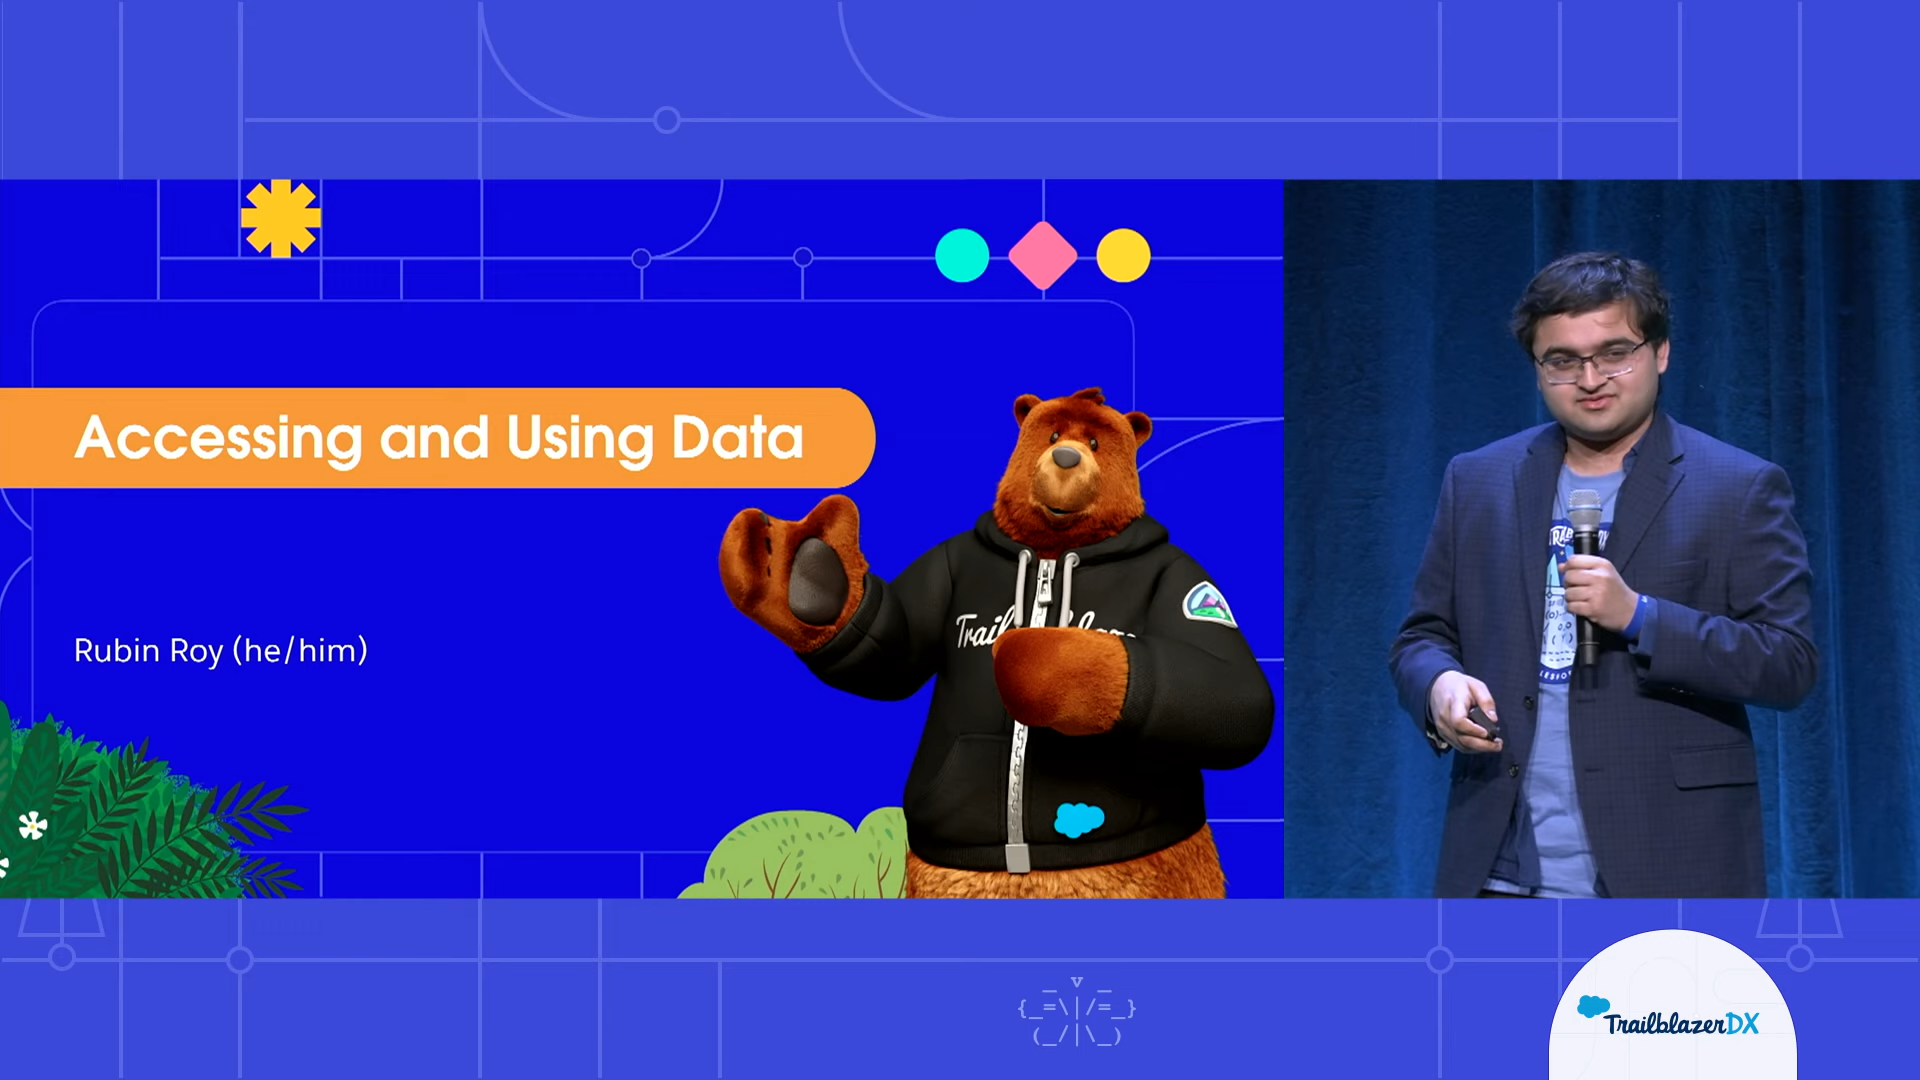 Accessing and Using Data
Rubin Roy (he/him)
TrailblazerDX